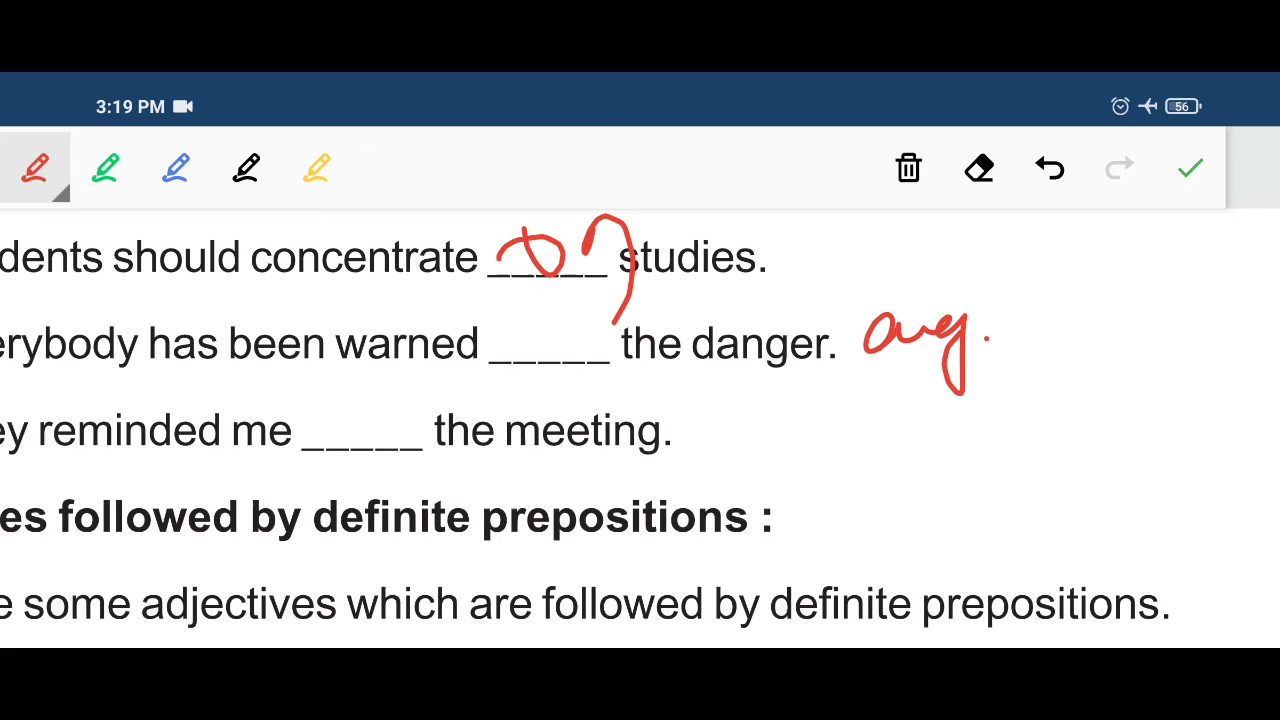 3:19 PM 56
dents should concentrate _____ studies.
erybody has been warned _____ the danger.
ey reminded me _____ the meeting.
es followed by definite prepositions :
e some adjectives which are followed by definite prepositions.